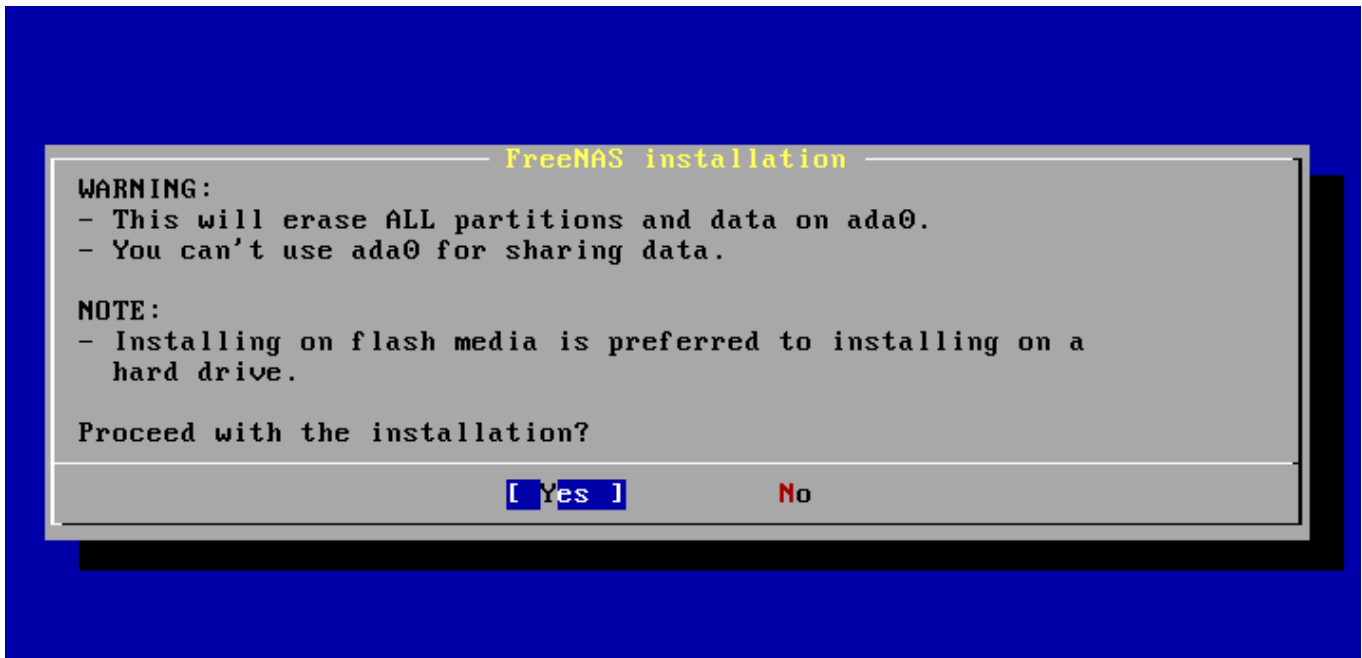 FreeNAS installation
WARNING:
- This will erase ALL partitions and data on ada0.
- You can't use ada0 for sharing data.
NOTE:
- Installing on flash media is preferred to installing on a
hard drive.
Proceed with the installation?
[ Yes ] No